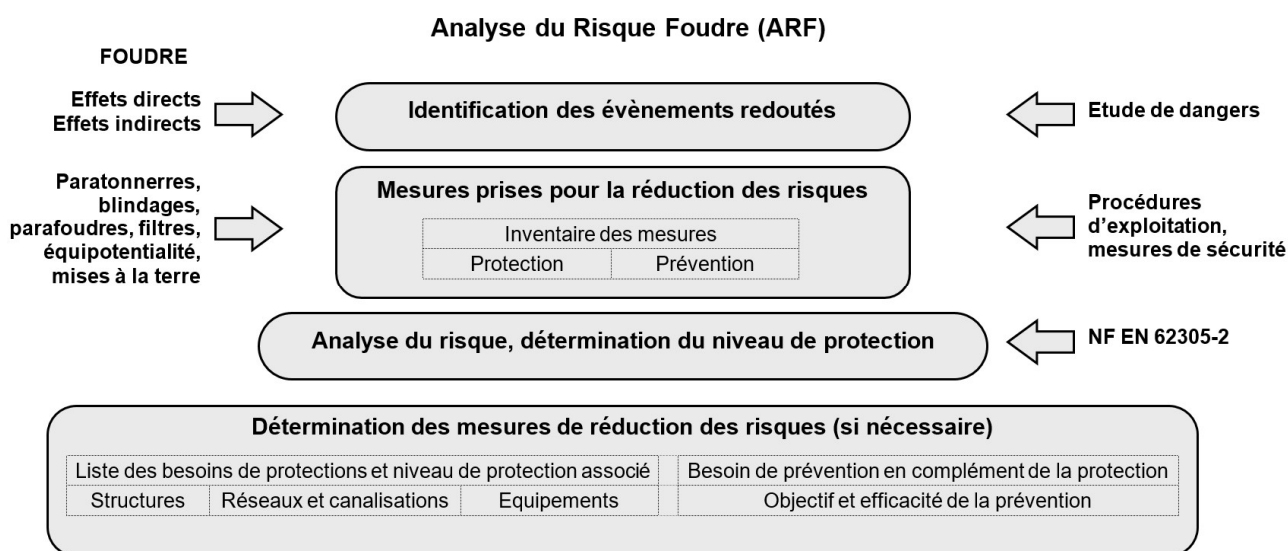 Analyse du Risque Foudre (ARF)
FOUDRE
Effets directs
Effets indirects
Identification des évènements redoutés
Etude de dangers
Paratonnerres,
blindages,
parafoudres, filtres,
équipotentialité,
mises à la terre
Mesures prises pour la réduction des risques
Inventaire des mesures
Protection
Prévention
Procédures
d’exploitation,
mesures de sécurité
Analyse du risque, détermination du niveau de protection
NF EN 62305-2
Détermination des mesures de réduction des risques (si nécessaire)
Liste des besoins de protections et niveau de protection associé
Structures
Réseaux et canalisations
Equipements
Besoin de prévention en complément de la protection
Objectif et efficacité de la prévention